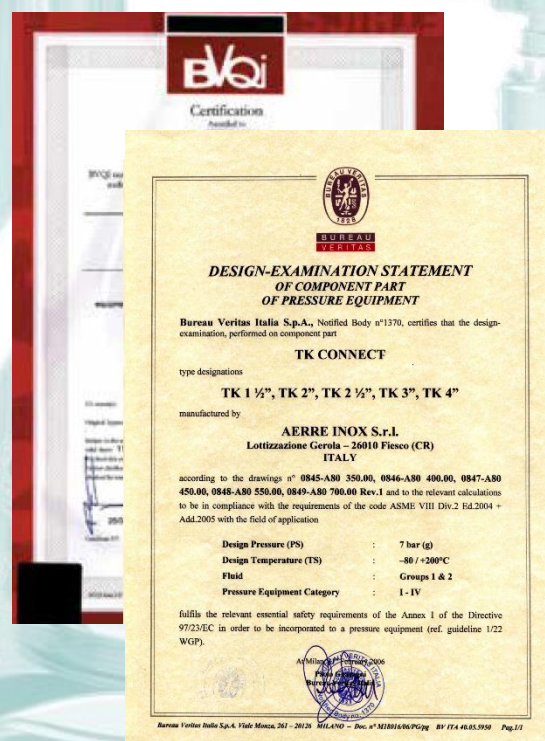 BVQi
Certification
Awarded to
BUREAU VERITAS
1828
BUREAU
VERITAS
DESIGN-EXAMINATION STATEMENT
OF COMPONENT PART
OF PRESSURE EQUIPMENT
Bureau Veritas Italia S.p.A., Notified Body n°1370, certifies that the design-
examination, performed on component part
TK CONNECT
type designations
TK 1 ½”, TK 2”, TK 2 ½”, TK 3”, TK 4”
manufactured by
AERRE INOX S.r.l.
Lottizzazione Gerola – 26010 Fiesco (CR)
ITALY
according to the drawings n° 0845-A80 350.00, 0846-A80 400.00, 0847-A80
450.00, 0848-A80 550.00, 0849-A80 700.00 Rev.1 and to the relevant calculations
to be in compliance with the requirements of the code ASME VIII Div.2 Ed.2004 +
Add.2005 with the field of application
Design Pressure (PS) : 7 bar (g)
Design Temperature (TS) : –80 / +200°C
Fluid : Groups 1 & 2
Pressure Equipment Category : I - IV
fulfils the relevant essential safety requirements of the Annex I of the Directive
97/23/EC in order to be incorporated to a pressure equipment (ref. guideline 1/22
WGP).
At Milan, February 2006
Bureau Veritas Italia S.p.A. Viale Monza, 261 – 20126 MILANO – Doc. n° MI8016/06/PG/pg BV ITA 40.05.5950 Pag.1/1